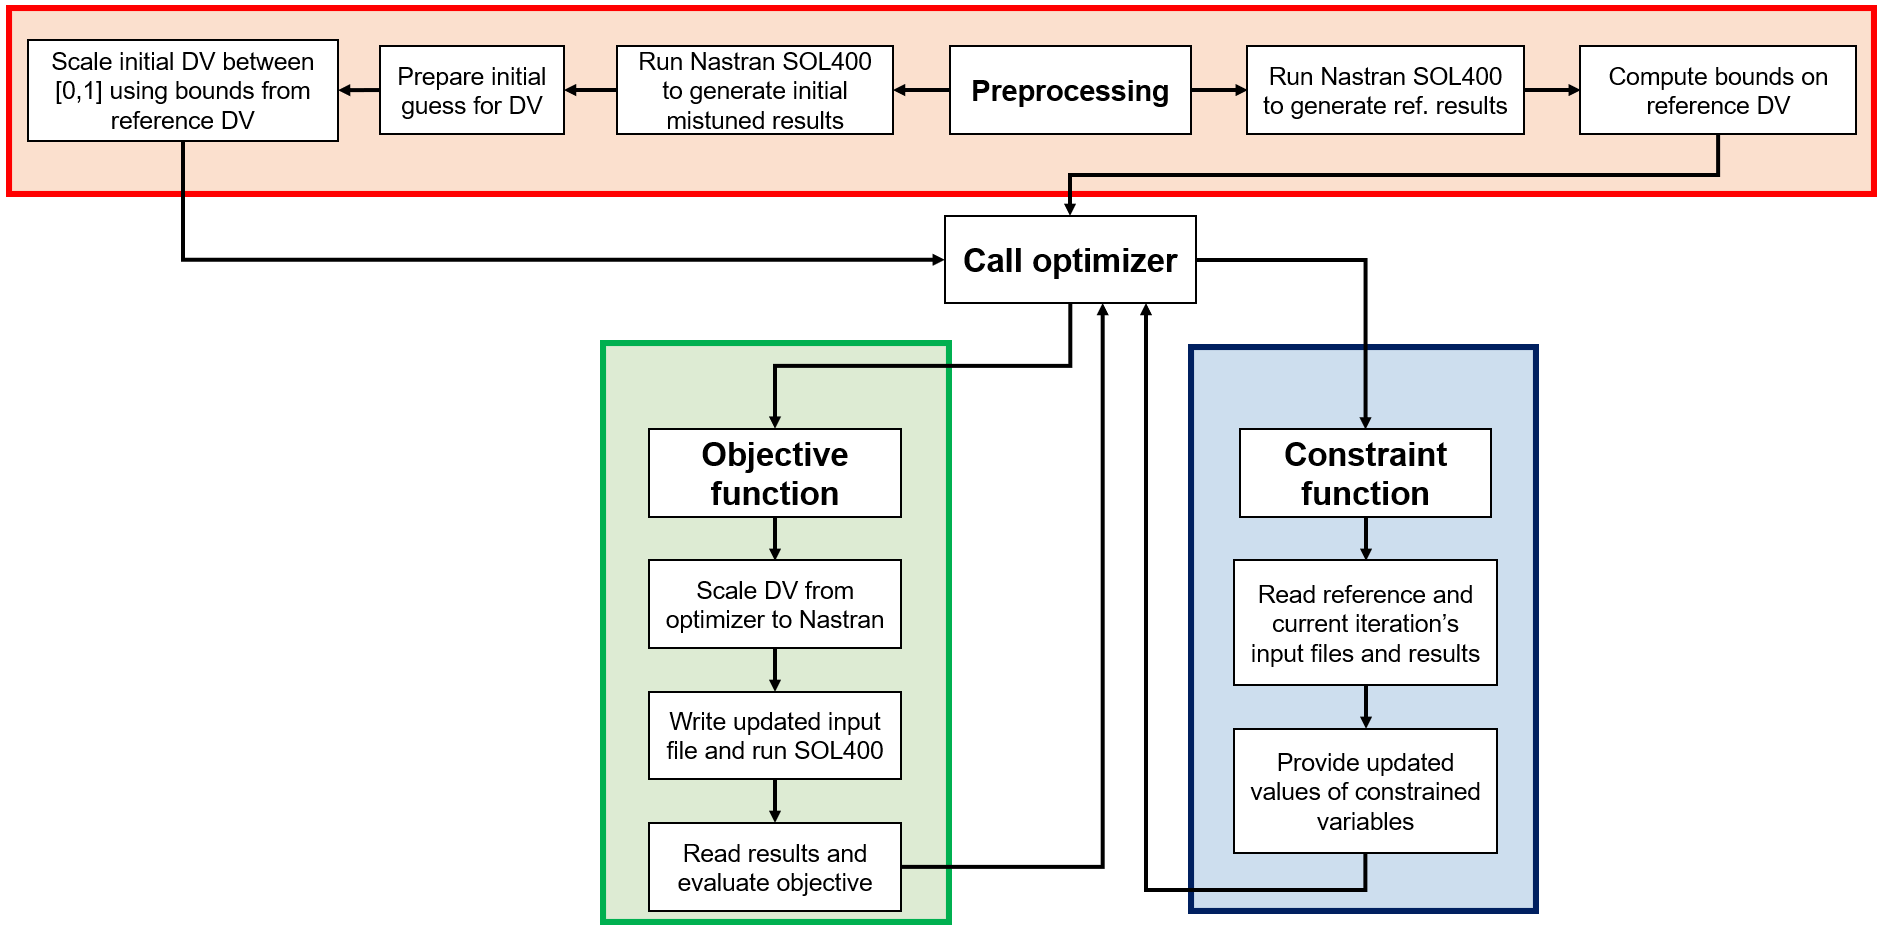 Scale initial DV between
[0,1] using bounds from
reference DV
Prepare initial
guess for DV
Run Nastran SOL400
to generate initial
mistuned results
Preprocessing
Run Nastran SOL400
to generate ref. results
Compute bounds on
reference DV
Call optimizer
Objective
function
Scale DV from
optimizer to Nastran
Write updated input
file and run SOL400
Read results and
evaluate objective
Constraint
function
Read reference and
current iteration’s
input files and results
Provide updated
values of constrained
variables